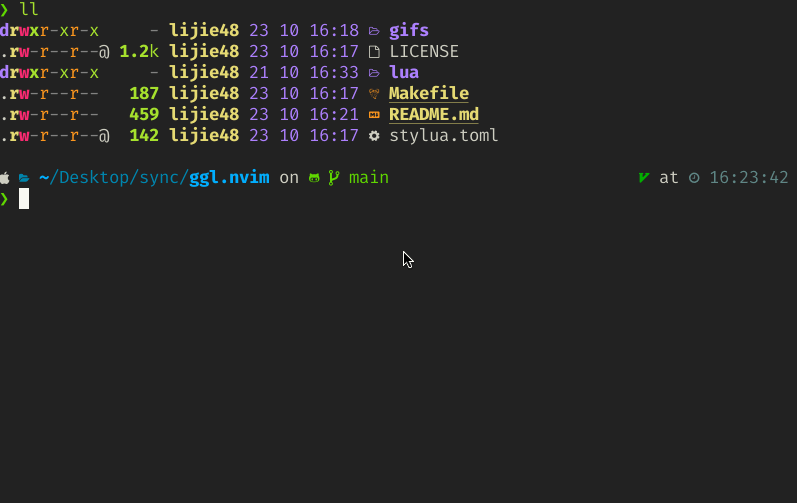 ❯ ll
drwxr-xr-x     - lijie48 23 10 16:18 gifs
.rw-r--r--@ 1.2k lijie48 23 10 16:17 LICENSE
drwxr-xr-x     - lijie48 21 10 16:33 lua
.rw-r--r--   187 lijie48 23 10 16:17 Makefile
.rw-r--r--   459 lijie48 23 10 16:21 README.md
.rw-r--r--@  142 lijie48 23 10 16:17 stylua.toml
~/Desktop/sync/ggl.nvim on main at 16:23:42
❯